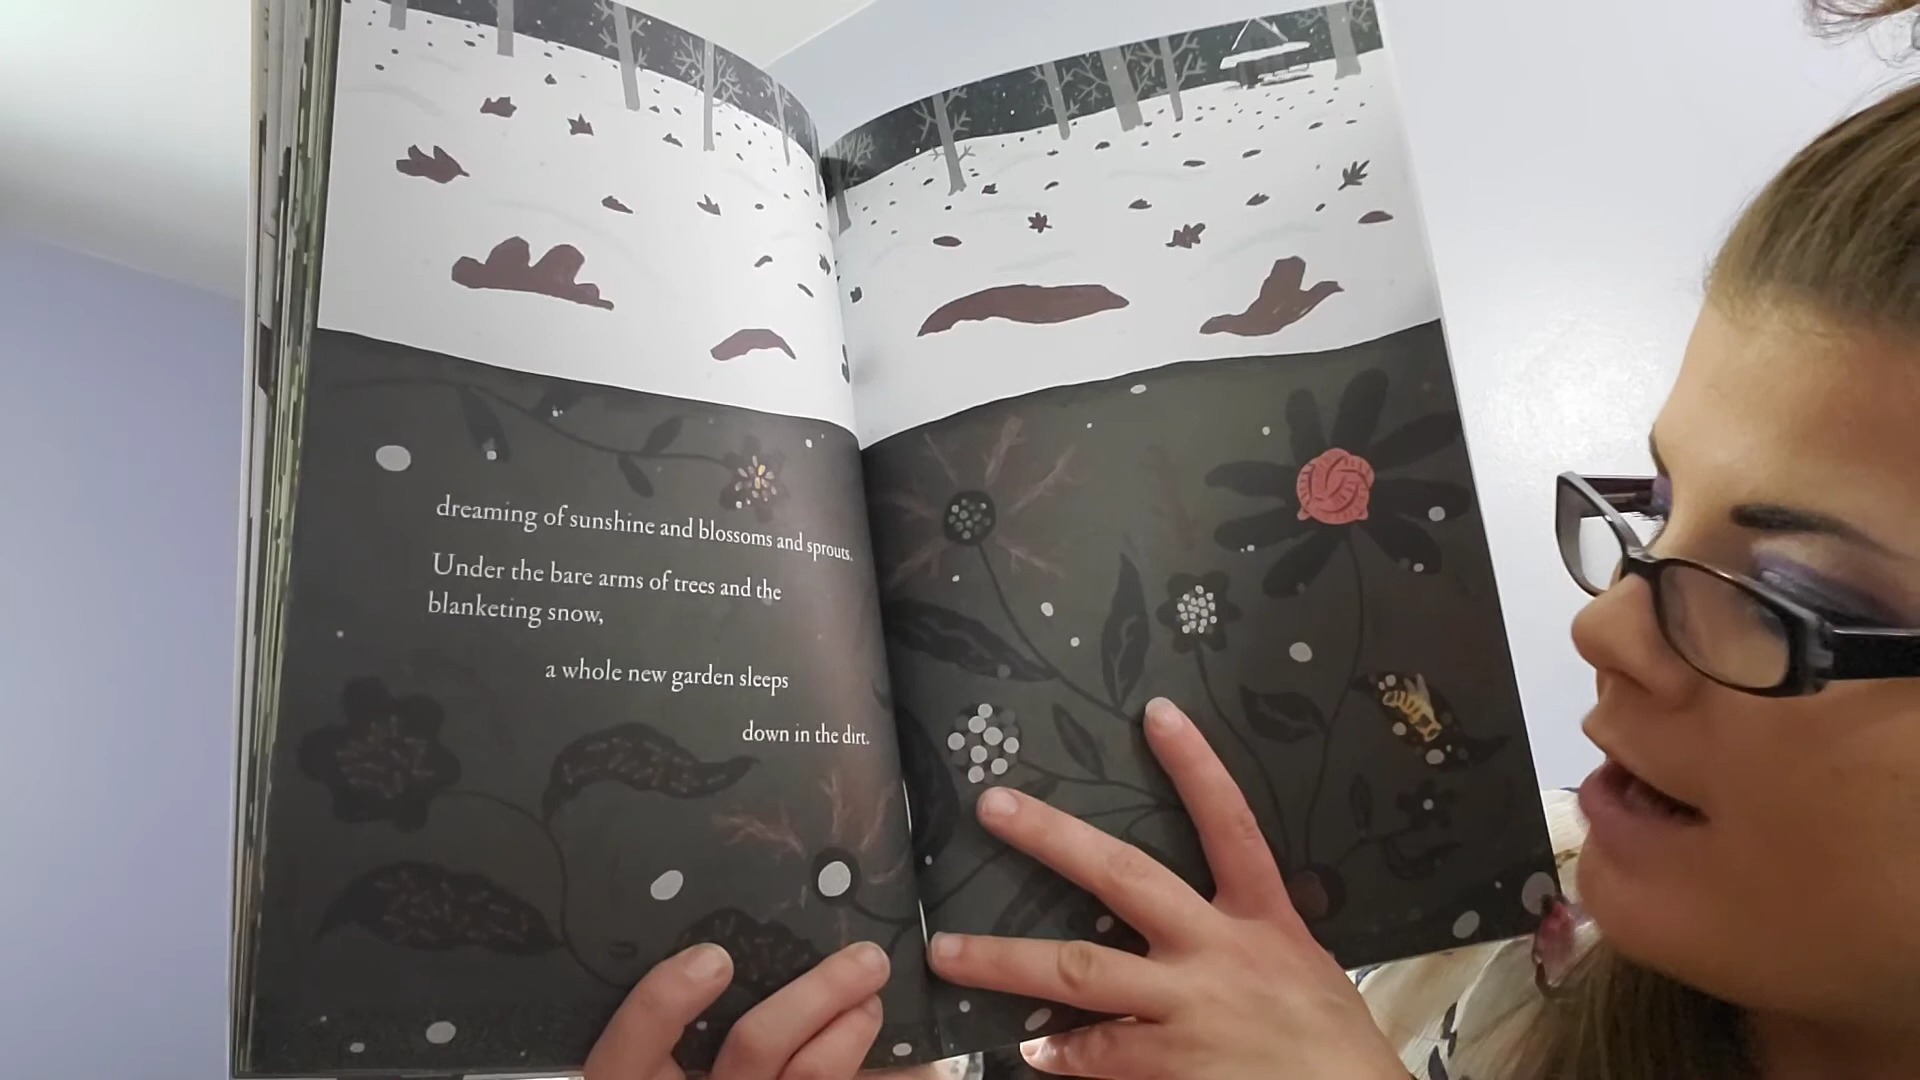 dreaming of sunshine and blossoms and sprouts.
Under the bare arms of trees and the
blanketing snow,
a whole new garden sleeps
down in the dirt.